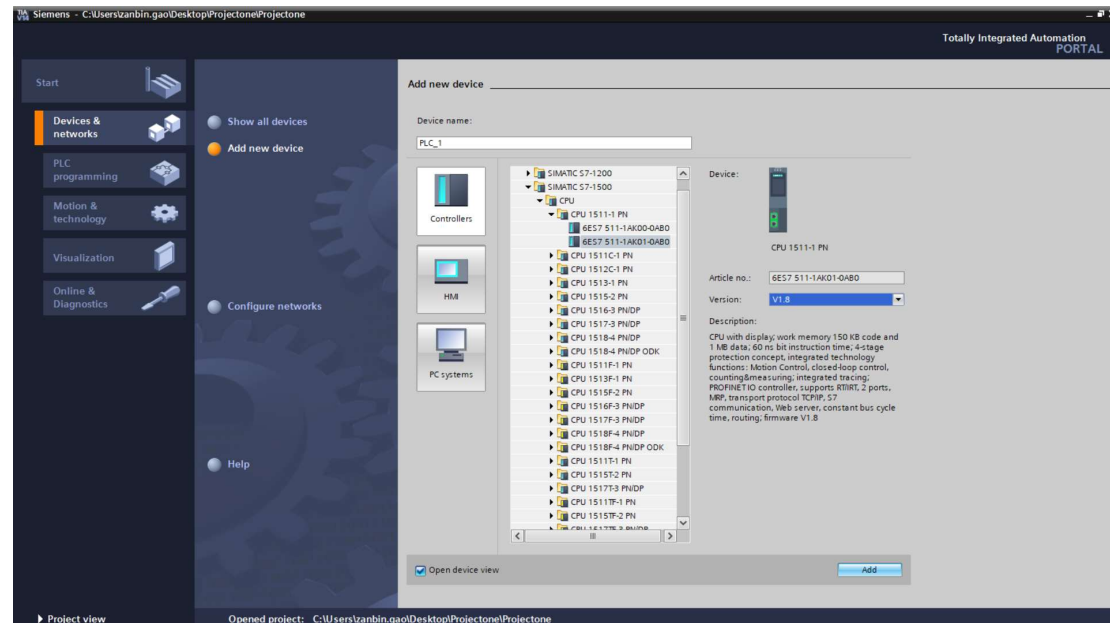 TIA V14 Siemens - C:\Users\zanbin.gao\Desktop\Projectone\Projectone
Totally Integrated Automation
PORTAL
Start
Devices &
networks
PLC
programming
Motion &
technology
Visualization
Online &
Diagnostics
Show all devices
Add new device
Configure networks
Help
Add new device
Device name:
PLC_1
Controllers
HMI
PC systems
SIMATIC S7-1200
SIMATIC S7-1500
CPU
CPU 1511-1 PN
6ES7 511-1AK00-0AB0
6ES7 511-1AK01-0AB0
CPU 1511C-1 PN
CPU 1512C-1 PN
CPU 1513-1 PN
CPU 1515-2 PN
CPU 1516-3 PN/DP
CPU 1517-3 PN/DP
CPU 1518-4 PN/DP
CPU 1518-4 PN/DP ODK
CPU 1511F-1 PN
CPU 1513F-1 PN
CPU 1515F-2 PN
CPU 1516F-3 PN/DP
CPU 1517F-3 PN/DP
CPU 1518F-4 PN/DP
CPU 1518F-4 PN/DP ODK
CPU 1511T-1 PN
CPU 1515T-2 PN
CPU 1517T-3 PN/DP
CPU 1511TF-1 PN
CPU 1515TF-2 PN
CPU 1517TF-3 PN/DP
Device:
CPU 1511-1 PN
Article no.: 6ES7 511-1AK01-0AB0
Version: V1.8
Description:
CPU with display; work memory 150 KB code and
1 MB data; 60 ns bit instruction time; 4-stage
protection concept, integrated technology
functions: Motion Control, closed-loop control,
counting&measuring; integrated tracing;
PROFINET IO controller, supports RT/IRT, 2 ports,
MRP, transport protocol TCP/IP, S7
communication, Web server, constant bus cycle
time, routing; firmware V1.8
Open device view
Add
Project view
Opened project: C:\Users\zanbin.gao\Desktop\Projectone\Projectone